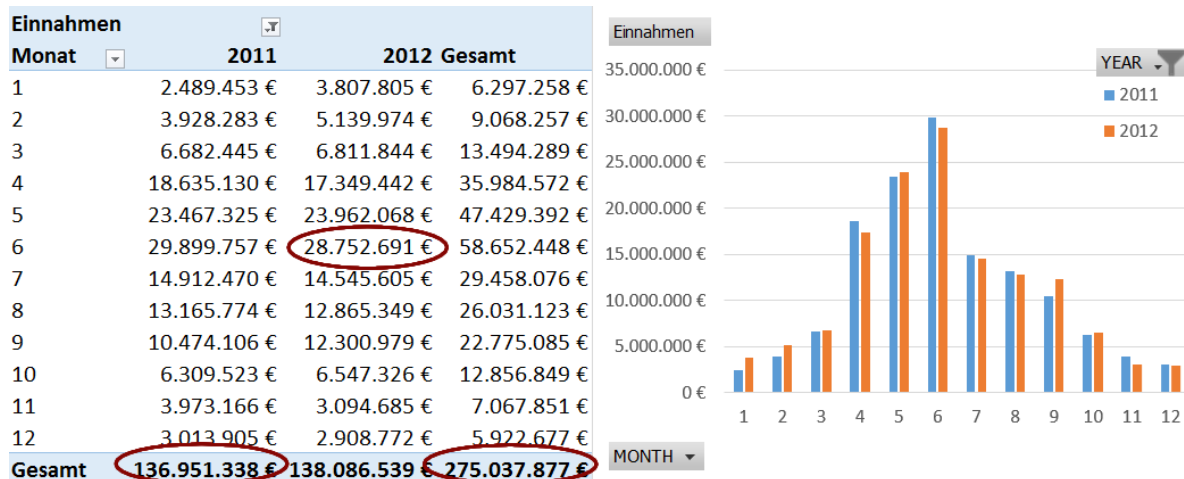 Einnahmen
Monat 2011 2012 Gesamt
1 2.489.453 € 3.807.805 € 6.297.258 €
2 3.928.283 € 5.139.974 € 9.068.257 €
3 6.682.445 € 6.811.844 € 13.494.289 €
4 18.635.130 € 17.349.442 € 35.984.572 €
5 23.467.325 € 23.962.068 € 47.429.392 €
6 29.899.757 € 28.752.691 € 58.652.448 €
7 14.912.470 € 14.545.605 € 29.458.076 €
8 13.165.774 € 12.865.349 € 26.031.123 €
9 10.474.106 € 12.300.979 € 22.775.085 €
10 6.309.523 € 6.547.326 € 12.856.849 €
11 3.973.166 € 3.094.685 € 7.067.851 €
12 3.013.905 € 2.908.772 € 5.922.677 €
Gesamt 136.951.338 € 138.086.539 € 275.037.877 €
Einnahmen
YEAR
2011
2012
35.000.000 €
30.000.000 €
25.000.000 €
20.000.000 €
15.000.000 €
10.000.000 €
5.000.000 €
0 €
1 2 3 4 5 6 7 8 9 10 11 12
MONTH